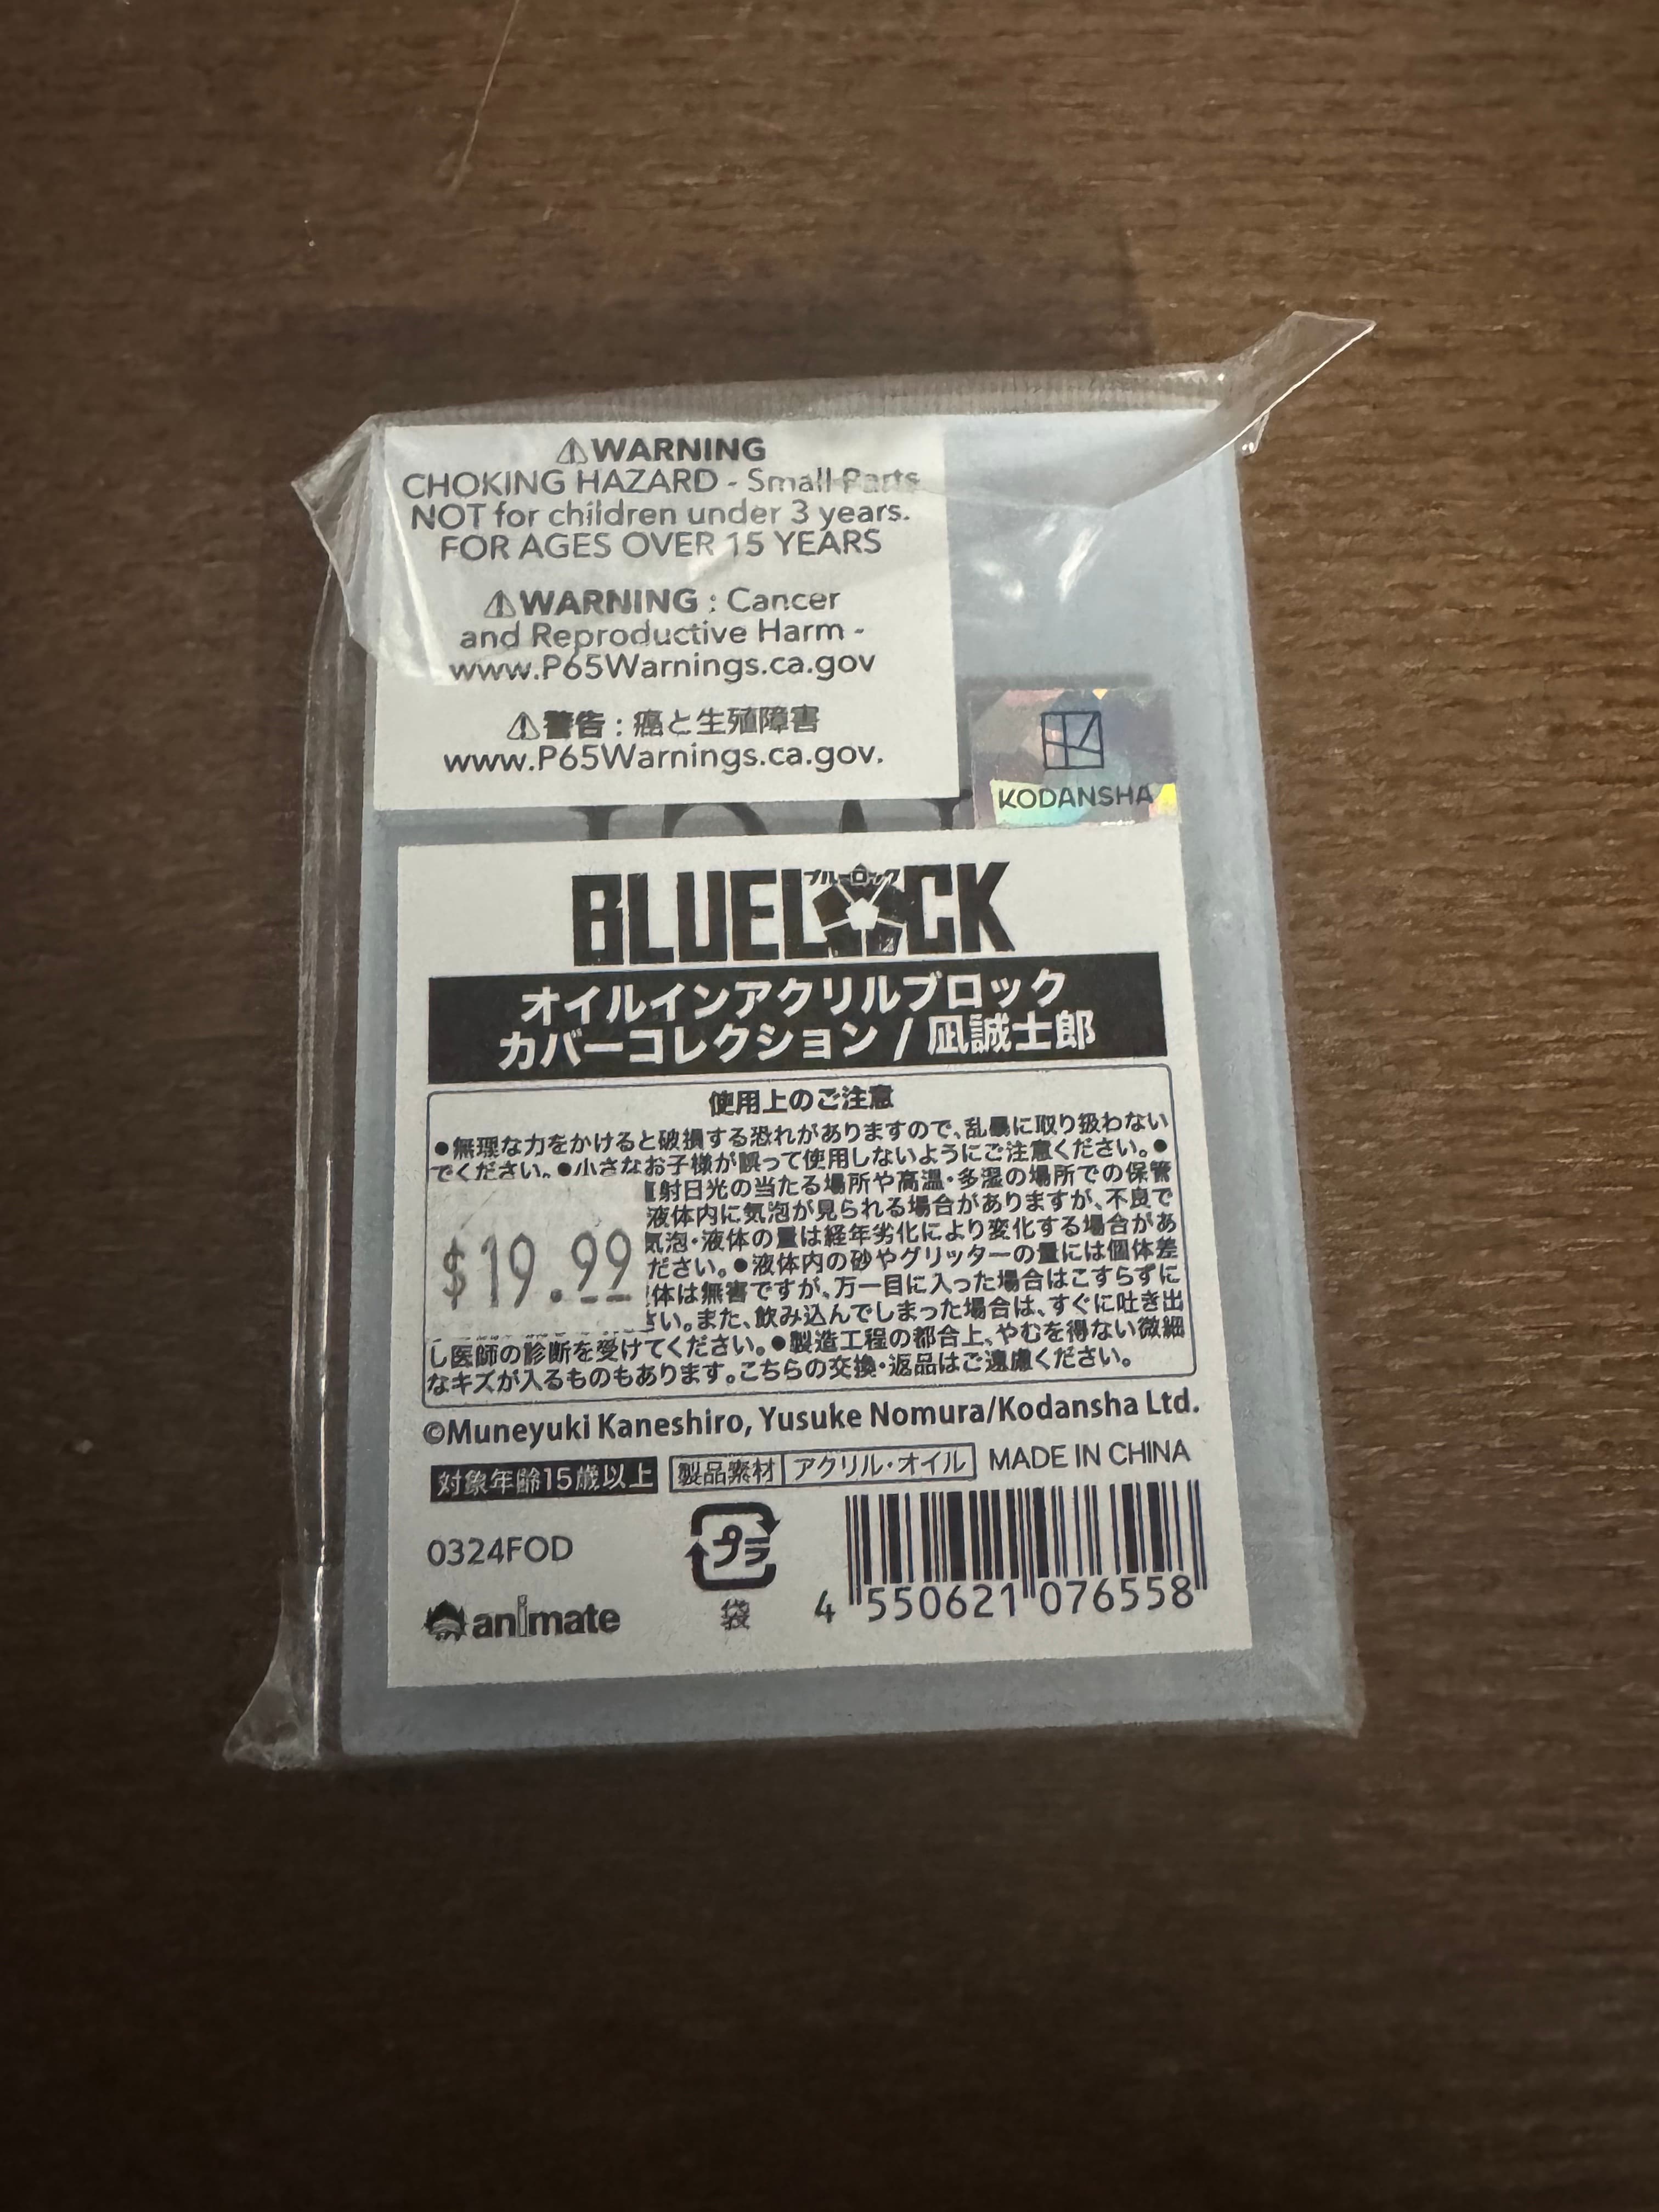 ⚠WARNING
CHOKING HAZARD - Small Parts
NOT for children under 3 years.
FOR AGES OVER 15 YEARS
⚠WARNING : Cancer
and Reproductive Harm -
www.P65Warnings.ca.gov
⚠警告 : 癌と生殖障害
www.P65Warnings.ca.gov.
KODANSHA
ブルーロック
BLUELOCK
オイルインアクリルブロック
カバーコレクション / 凪誠士郎
使用上のご注意
●無理な力をかけると破損する恐れがありますので、乱暴に取り扱わない
でください。●小さなお子様が誤って使用しないようにご注意ください。●
射日光の当たる場所や高温・多湿の場所での保管
液体内に気泡が見られる場合がありますが、不良で
気泡・液体の量は経年劣化により変化する場合があ
ださい。●液体内の砂やグリッターの量には個体差
$19.99
体は無害ですが、万一目に入った場合はこすらずに
さい。また、飲み込んでしまった場合は、すぐに吐き出
し医師の診断を受けてください。●製造工程の都合上、やむを得ない微細
なキズが入るものもあります。こちらの交換・返品はご遠慮ください。
©Muneyuki Kaneshiro, Yusuke Nomura/Kodansha Ltd.
対象年齢15歳以上 製品素材 アクリル・オイル MADE IN CHINA
0324FOD
プラ
袋
animate
4 550621 076558